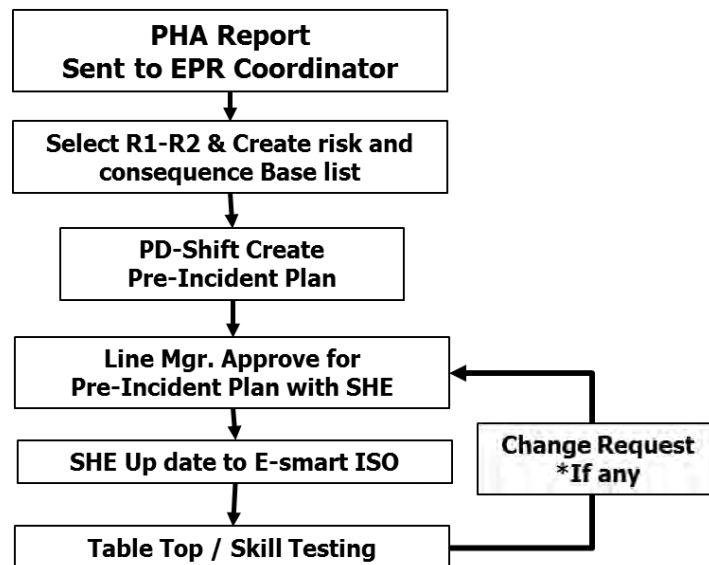 PHA Report
Sent to EPR Coordinator
Select R1-R2 & Create risk and
consequence Base list
PD-Shift Create
Pre-Incident Plan
Line Mgr. Approve for
Pre-Incident Plan with SHE
SHE Up date to E-smart ISO
Change Request
*If any
Table Top / Skill Testing